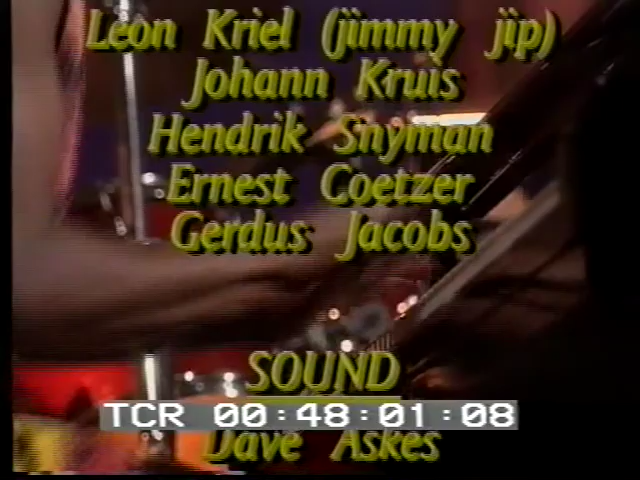 Leon Kriel (jimmy jip)
Johann Kruis
Hendrik Snyman
Ernest Coetzer
Gerdus Jacobs
SOUND
TCR 00:48:01:08
Dave Askes